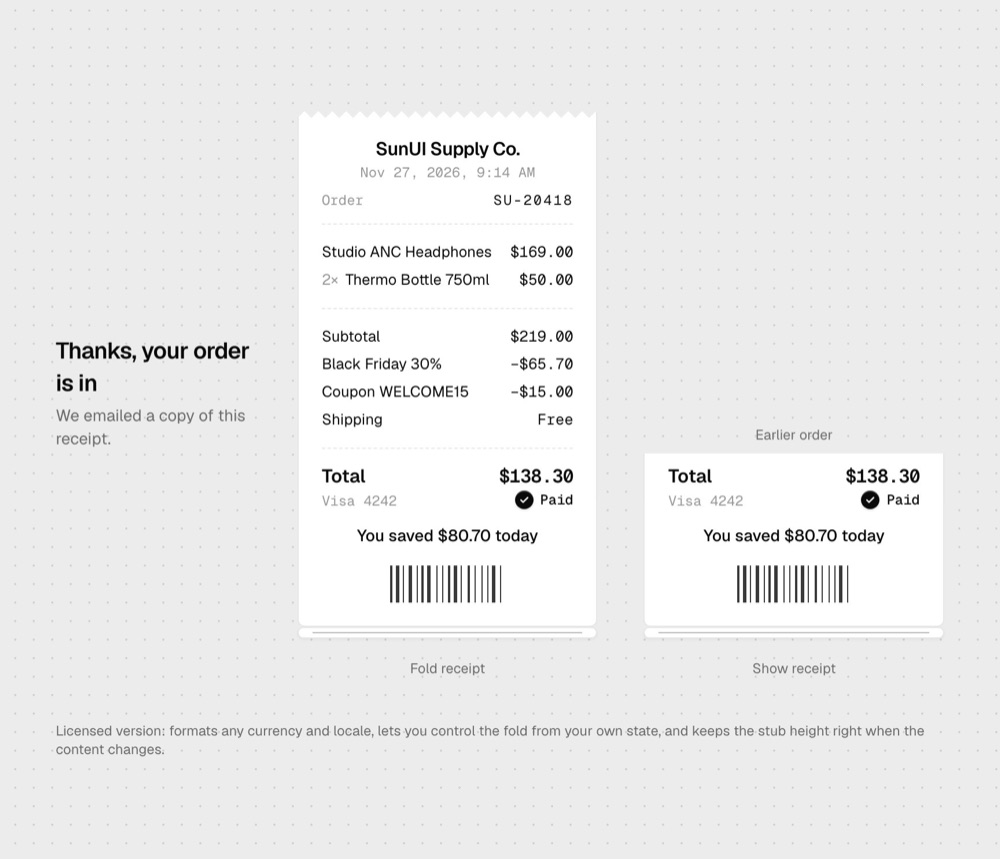 Thanks, your order
is in
We emailed a copy of this
receipt.
SunUI Supply Co.
Nov 27, 2026, 9:14 AM
Order SU-20418
Studio ANC Headphones $169.00
2× Thermo Bottle 750ml $50.00
Subtotal $219.00
Black Friday 30% −$65.70
Coupon WELCOME15 −$15.00
Shipping Free
Total $138.30
Visa 4242 Paid
You saved $80.70 today
Fold receipt
Earlier order
Total $138.30
Visa 4242 Paid
You saved $80.70 today
Show receipt
Licensed version: formats any currency and locale, lets you control the fold from your own state, and keeps the stub height right when the
content changes.